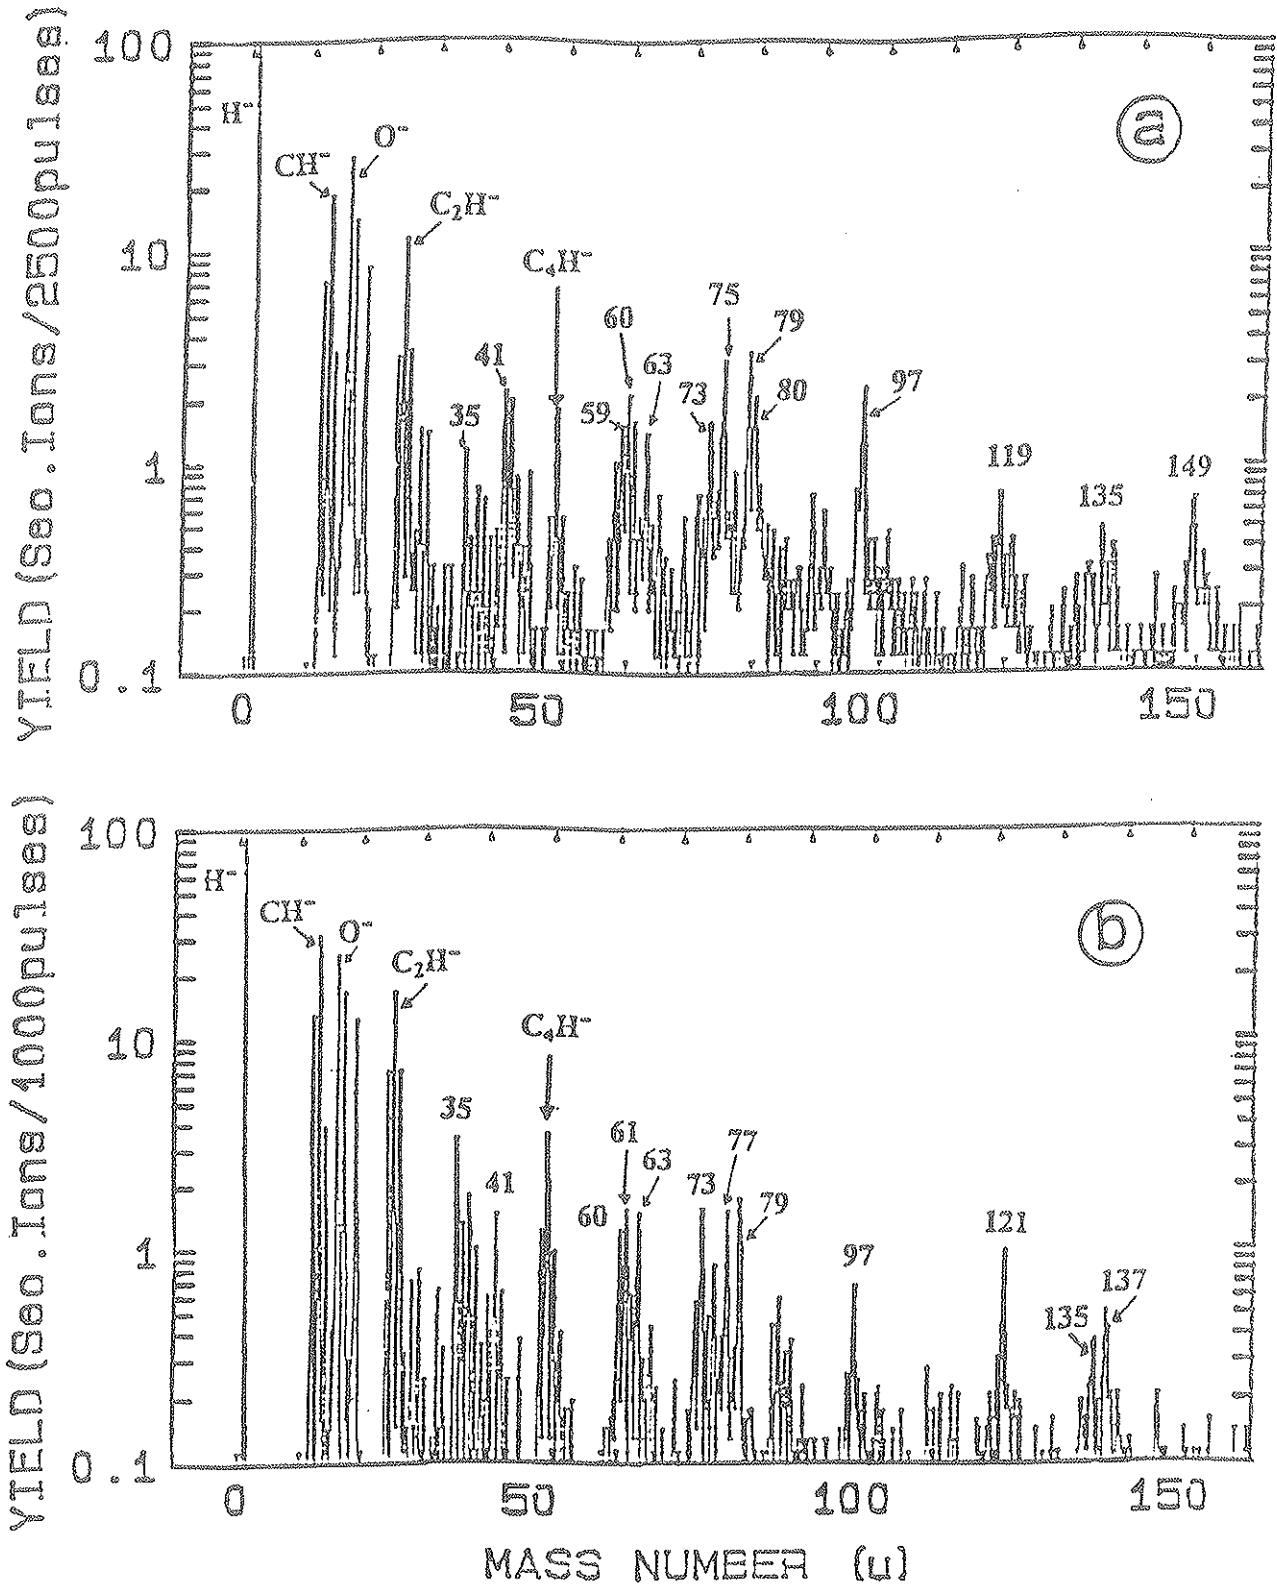 YIELD (Sec.Ions/2500pulses)
100
10
1
0.1
a
H⁻
CH⁻
O⁻
C₂H⁻
C₄H⁻
35
41
59
60
63
73
75
79
80
97
119
135
149
0
50
100
150
YIELD (Sec.Ions/1000pulses)
100
10
1
0.1
b
H⁻
CH⁻
O⁻
C₂H⁻
C₄H⁻
35
41
60
61
63
73
77
79
97
121
135
137
0
50
100
150
MASS NUMBER (u)